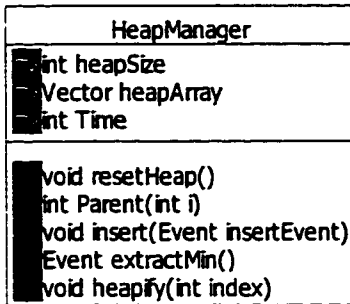 HeapManager
int heapSize
Vector heapArray
int Time
void resetHeap()
int Parent(int i)
void insert(Event insertEvent)
Event extractMin()
void heapify(int index)